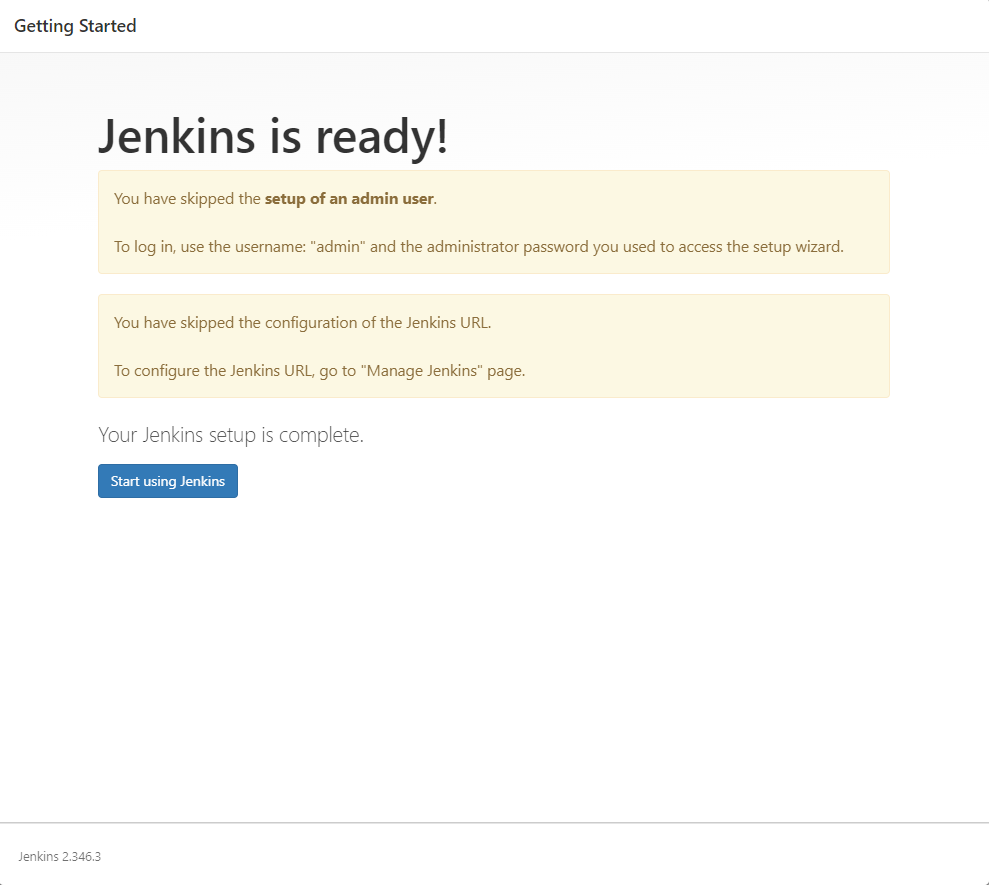 Getting Started
Jenkins is ready!
You have skipped the setup of an admin user.
To log in, use the username: "admin" and the administrator password you used to access the setup wizard.
You have skipped the configuration of the Jenkins URL.
To configure the Jenkins URL, go to "Manage Jenkins" page.
Your Jenkins setup is complete.
Start using Jenkins
Jenkins 2.346.3